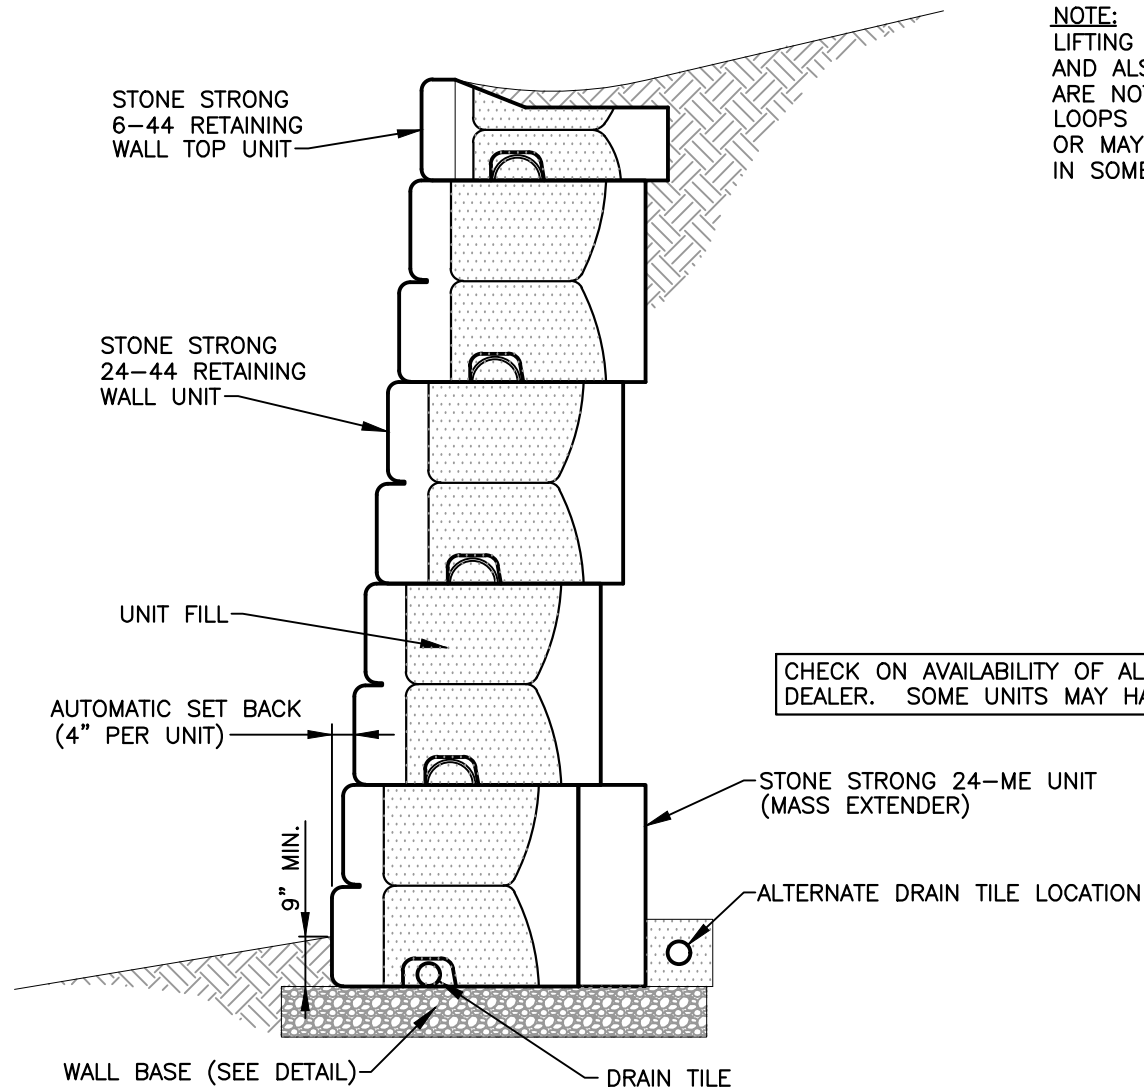 NOTE:
LIFTING
AND ALS
ARE NOT
LOOPS
OR MAY
IN SOME
STONE STRONG
6-44 RETAINING
WALL TOP UNIT
STONE STRONG
24-44 RETAINING
WALL UNIT
UNIT FILL
CHECK ON AVAILABILITY OF AL
DEALER. SOME UNITS MAY HA
AUTOMATIC SET BACK
(4" PER UNIT)
STONE STRONG 24-ME UNIT
(MASS EXTENDER)
9" MIN.
ALTERNATE DRAIN TILE LOCATION
WALL BASE (SEE DETAIL)
DRAIN TILE